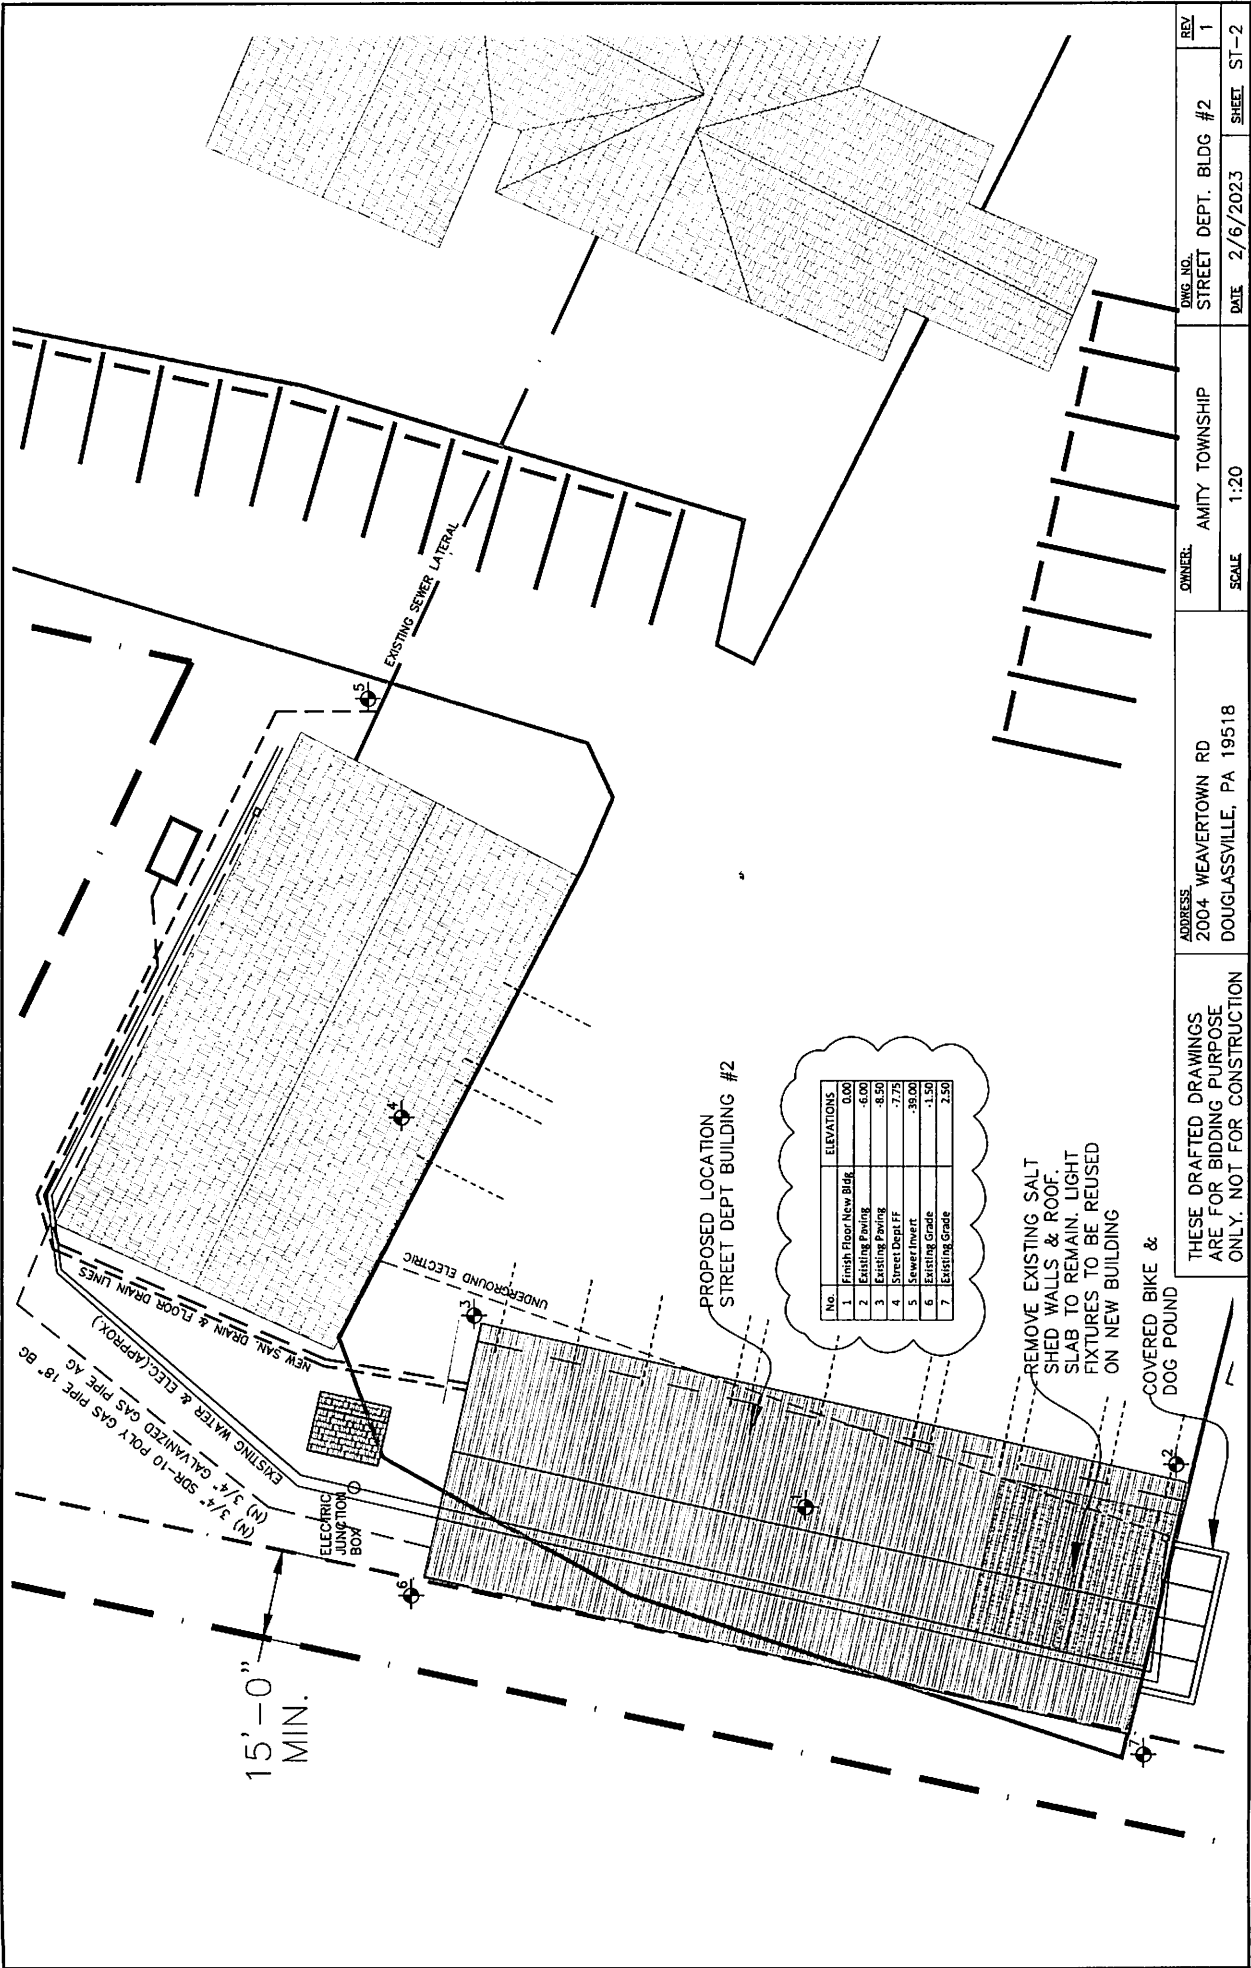 15'-0"
MIN.
(N) 3/4" SDR-10 POLY GAS PIPE 18" BG
(N) 3/4" GALVANIZED GAS PIPE AG
EXISTING WATER & ELEC.(APPROX.)
NEW SAN. DRAIN & FLOOR DRAIN LINES
ELECTRIC
JUNCTION
BOX
UNDERGROUND ELECTRIC
EXISTING SEWER LATERAL
1
2
3
4
5
6
7
PROPOSED LOCATION
STREET DEPT BUILDING #2
No. ELEVATIONS
1 Finish Floor New Bldg 0.00
2 Existing Paving -6.00
3 Existing Paving -8.50
4 Street Dept FF -7.75
5 Sewer Invert -39.00
6 Existing Grade -1.50
7 Existing Grade 2.50
REMOVE EXISTING SALT
SHED WALLS & ROOF.
SLAB TO REMAIN. LIGHT
FIXTURES TO BE REUSED
ON NEW BUILDING
COVERED BIKE &
DOG POUND
THESE DRAFTED DRAWINGS
ARE FOR BIDDING PURPOSE
ONLY. NOT FOR CONSTRUCTION
ADDRESS
2004 WEAVERTOWN RD
DOUGLASSVILLE, PA 19518
OWNER: AMITY TOWNSHIP
SCALE 1:20
DWG NO.
STREET DEPT. BLDG #2
REV
1
DATE 2/6/2023
SHEET ST-2